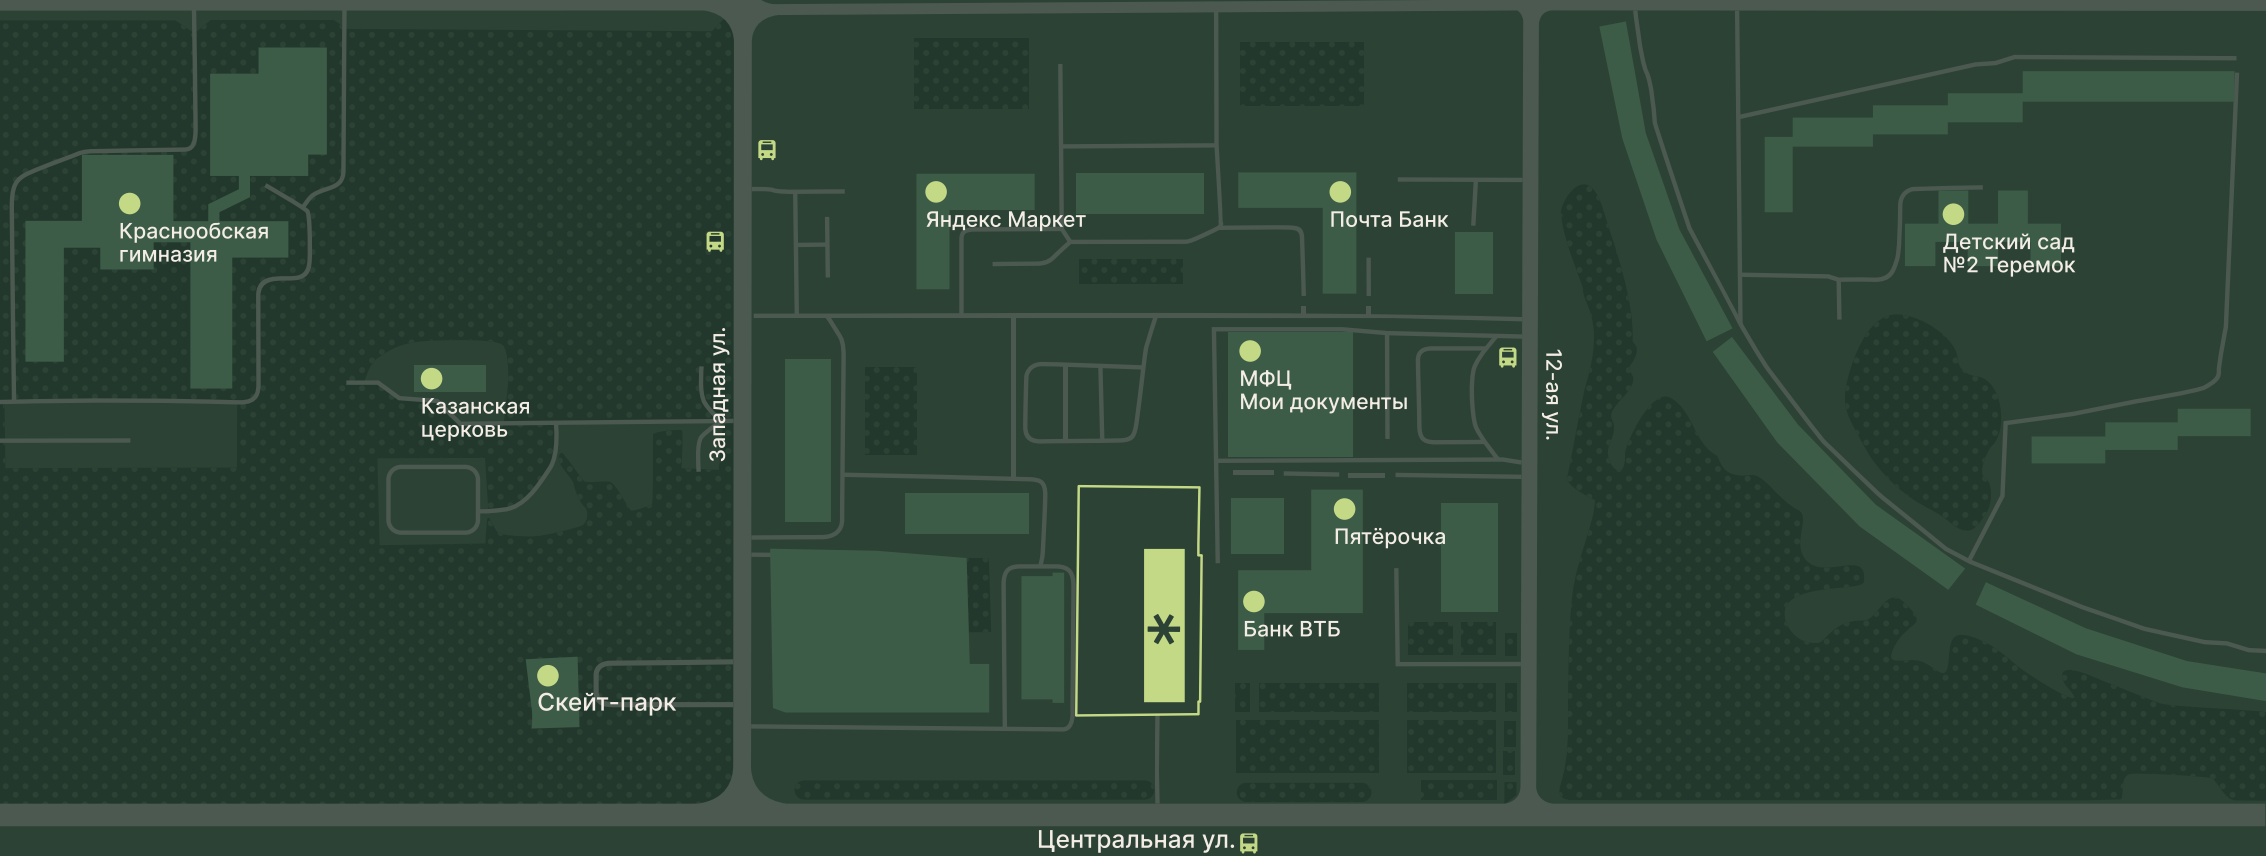 Яндекс Маркет
Почта Банк
Краснообская
гимназия
Детский сад
№2 Теремок
Западная ул.
12-ая ул.
МФЦ
Мои документы
Казанская
церковь
Пятёрочка
Банк ВТБ
Скейт-парк
Центральная ул.